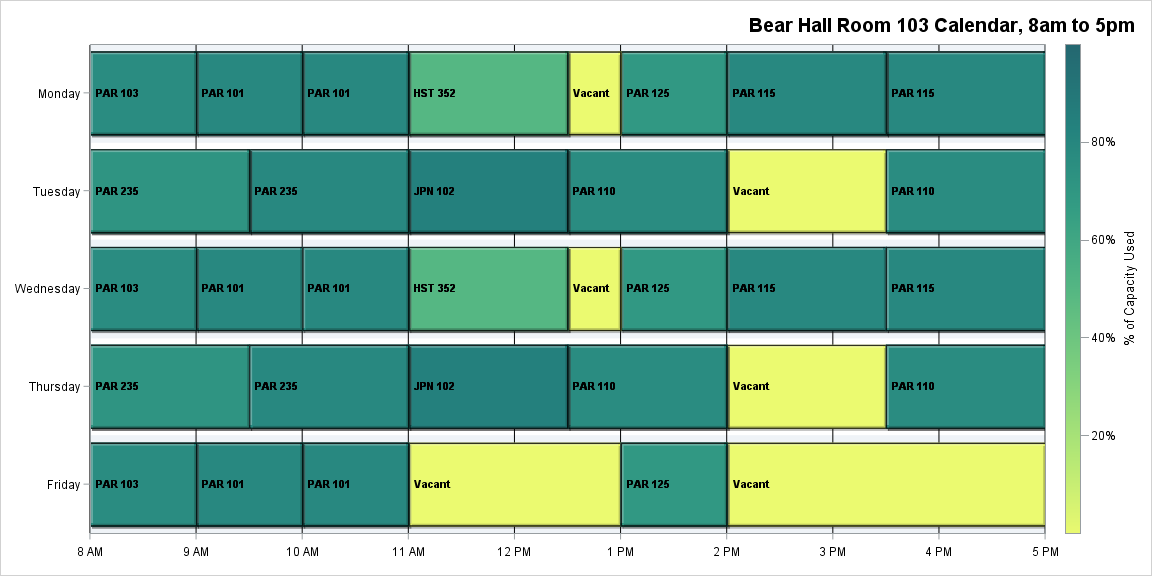 Bear Hall Room 103 Calendar, 8am to 5pm
Monday
PAR 103
PAR 101
PAR 101
HST 352
Vacant
PAR 125
PAR 115
PAR 115
Tuesday
PAR 235
PAR 235
JPN 102
PAR 110
Vacant
PAR 110
Wednesday
PAR 103
PAR 101
PAR 101
HST 352
Vacant
PAR 125
PAR 115
PAR 115
Thursday
PAR 235
PAR 235
JPN 102
PAR 110
Vacant
PAR 110
Friday
PAR 103
PAR 101
PAR 101
Vacant
PAR 125
Vacant
8 AM
9 AM
10 AM
11 AM
12 PM
1 PM
2 PM
3 PM
4 PM
5 PM
80%
60%
40%
20%
% of Capacity Used